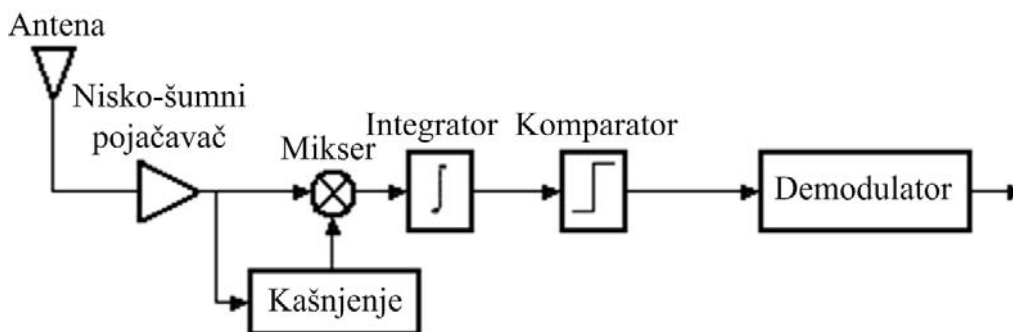 Antena
Nisko-šumni
pojačavač
Mikser
Integrator
Komparator
Demodulator
Kašnjenje